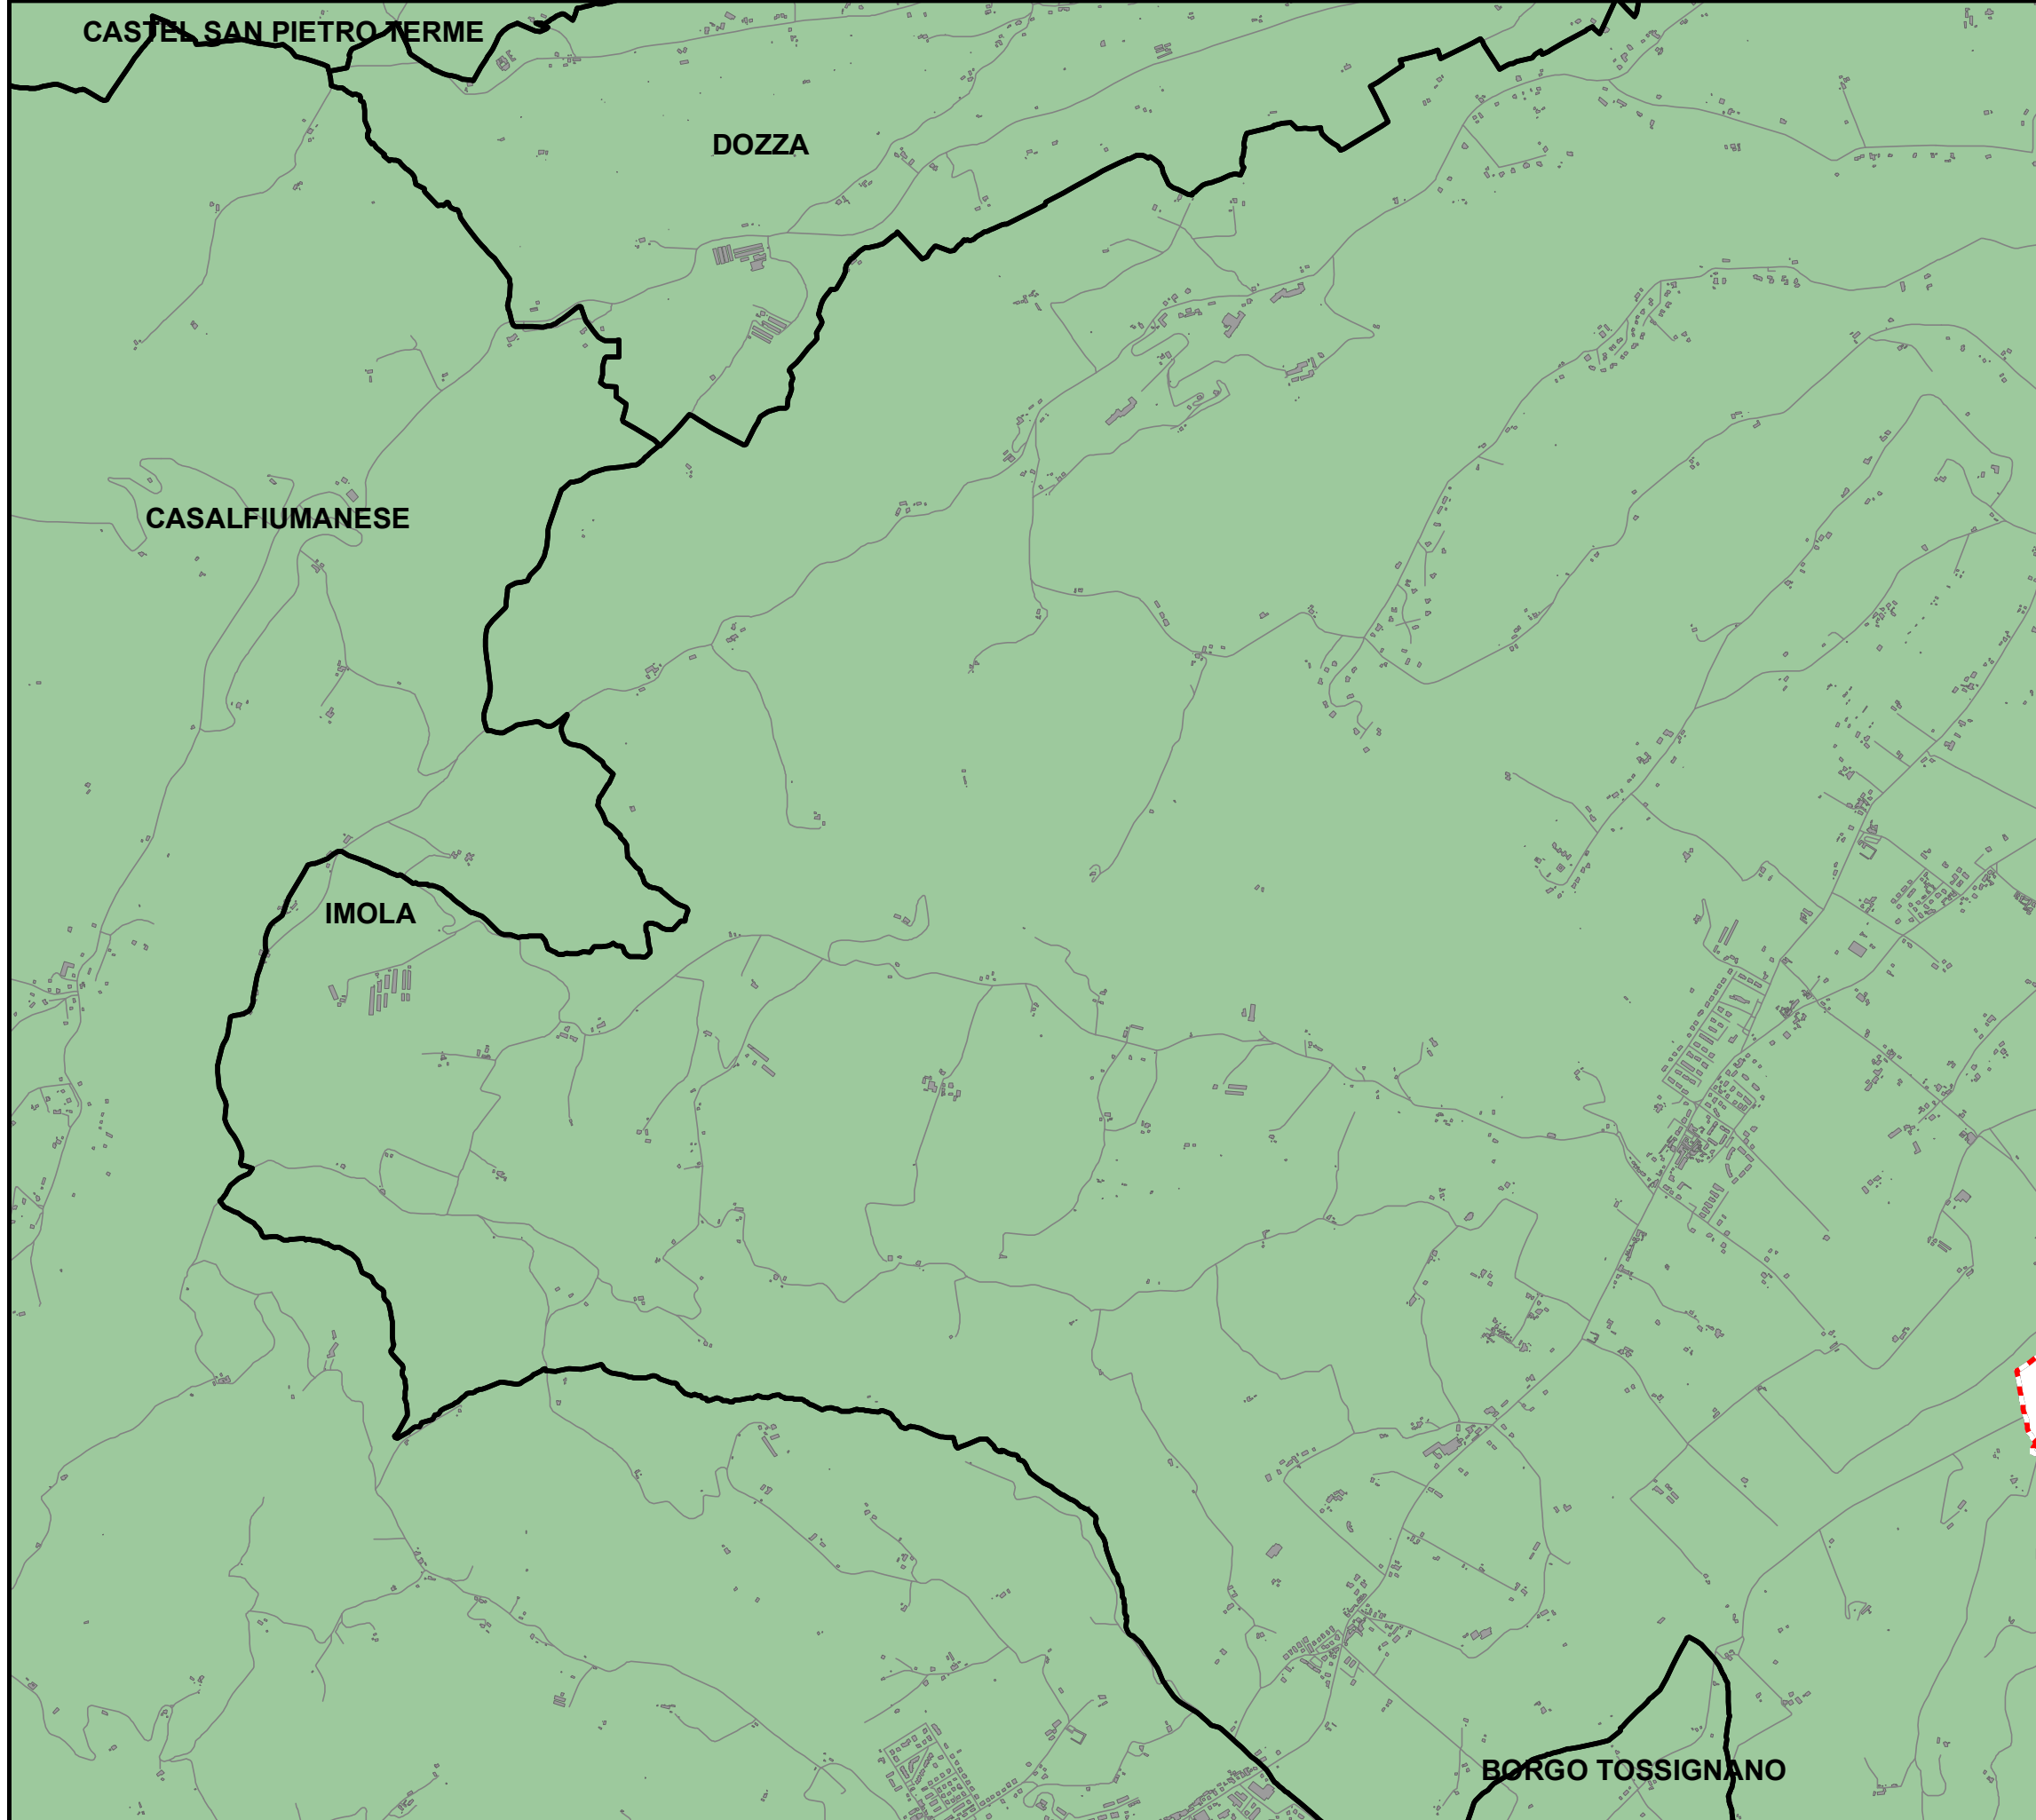 CASTEL SAN PIETRO TERME
DOZZA
CASALFIUMANESE
IMOLA
BORGO TOSSIGNANO